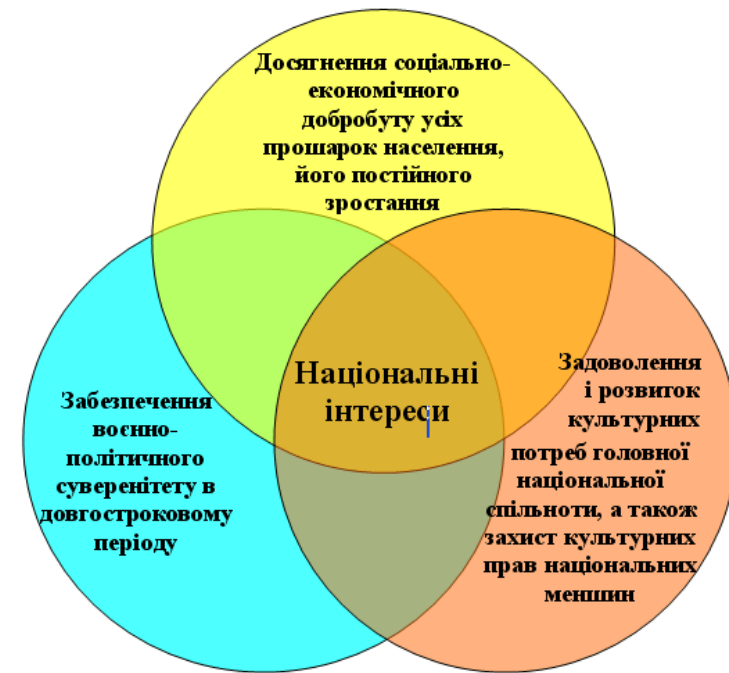 Досягнення соціально-
економічного
добробуту усіх
прошарок населення,
його постійного
зростання
Національні
інтереси
Забезпечення
воєнно-
політичного
суверенітету в
довгостроковому
періоду
Задоволення
і розвиток
культурних
потреб головної
національної
спільноти, а також
захист культурних
прав національних
меншин